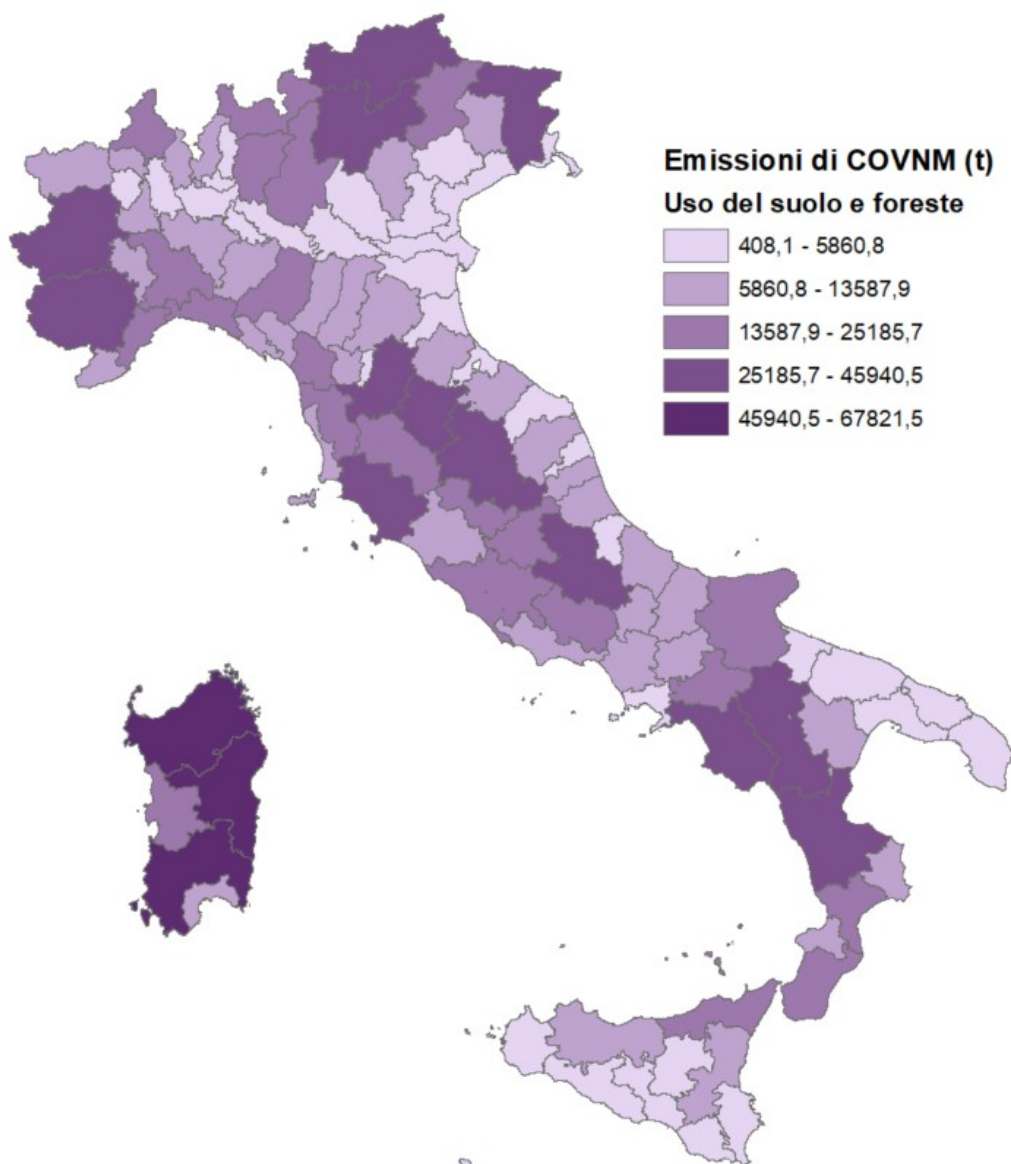 Emissioni di COVNM (t)
Uso del suolo e foreste
408,1 - 5860,8
5860,8 - 13587,9
13587,9 - 25185,7
25185,7 - 45940,5
45940,5 - 67821,5